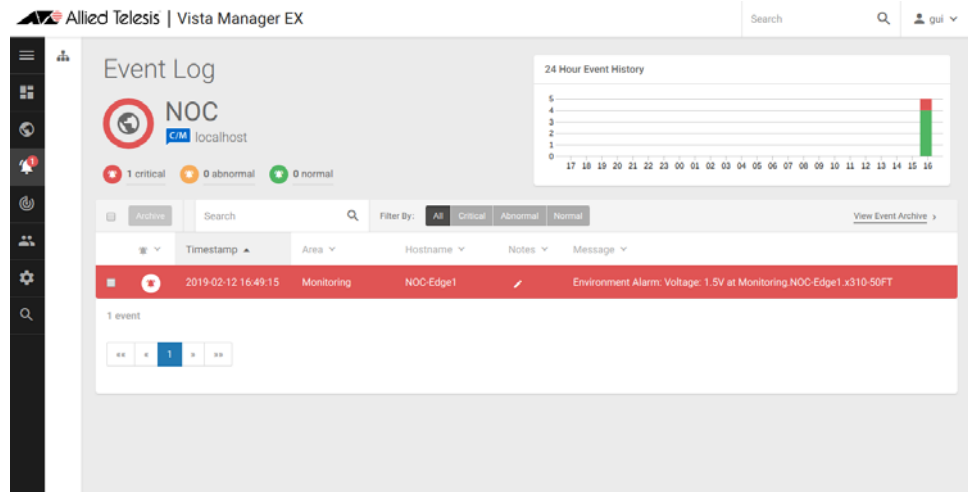 Allied Telesis | Vista Manager EX
Search
gui
1
Event Log
NOC
C/M localhost
1 critical 0 abnormal 0 normal
24 Hour Event History
5
4
3
2
1
0
17 18 19 20 21 22 23 00 01 02 03 04 05 06 07 08 09 10 11 12 13 14 15 16
Archive Search Filter By: All Critical Abnormal Normal View Event Archive ›
Timestamp Area Hostname Notes Message
2019-02-12 16:49:15 Monitoring NOC-Edge1 Environment Alarm: Voltage: 1.5V at Monitoring.NOC-Edge1.x310-50FT
1 event
«« « 1 » »»